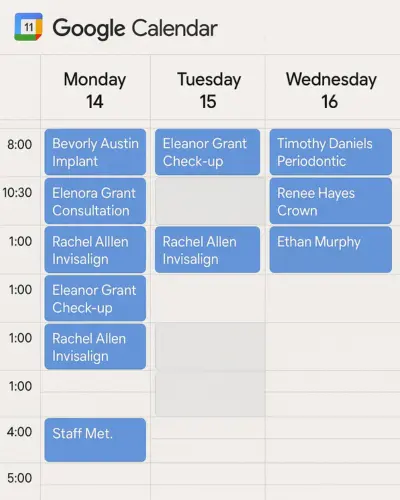 11 Google Calendar
Monday
14
Tuesday
15
Wednesday
16
8:00
Bevorly Austin
Implant
Eleanor Grant
Check-up
Timothy Daniels
Periodontic
10:30
Elenora Grant
Consultation
Renee Hayes
Crown
1:00
Rachel Alllen
Invisalign
Rachel Allen
Invisalign
Ethan Murphy
1:00
Eleanor Grant
Check-up
1:00
Rachel Allen
Invisalign
1:00
4:00
Staff Met.
5:00